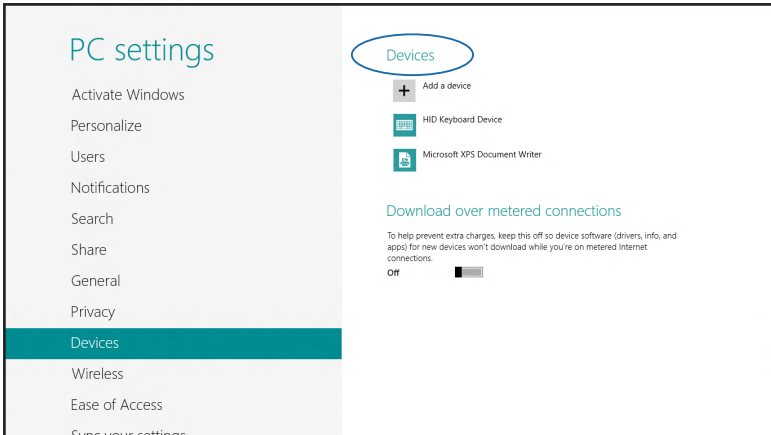 PC settings
Activate Windows
Personalize
Users
Notifications
Search
Share
General
Privacy
Devices
Wireless
Ease of Access
Sync your settings
Devices
Add a device
HID Keyboard Device
Microsoft XPS Document Writer
Download over metered connections
To help prevent extra charges, keep this off so device software (drivers, info, and
apps) for new devices won't download while you're on metered Internet
connections.
Off